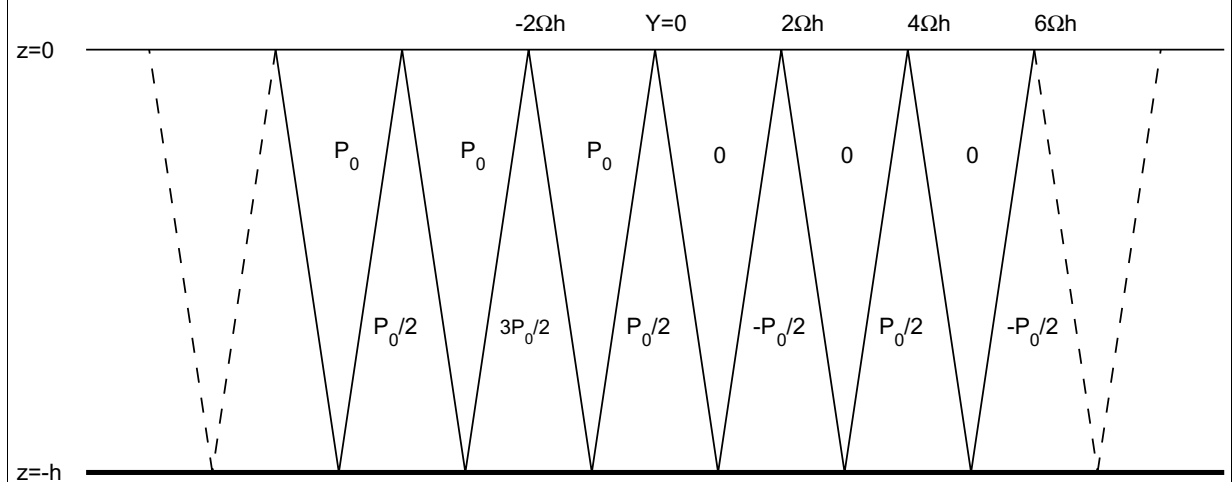 -2Ωh Y=0 2Ωh 4Ωh 6Ωh
z=0
P₀ P₀ P₀ 0 0 0
P₀/2 3P₀/2 P₀/2 -P₀/2 P₀/2 -P₀/2
z=-h